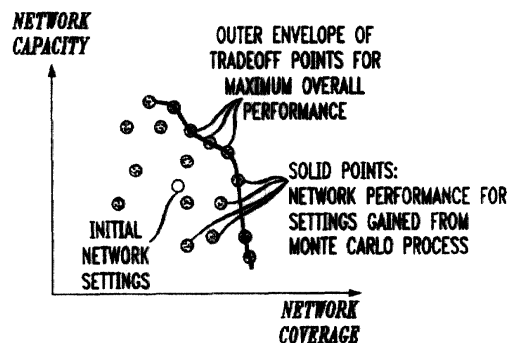 NETWORK
CAPACITY
OUTER ENVELOPE OF
TRADEOFF POINTS FOR
MAXIMUM OVERALL
PERFORMANCE
SOLID POINTS:
NETWORK PERFORMANCE FOR
SETTINGS GAINED FROM
MONTE CARLO PROCESS
INITIAL
NETWORK
SETTINGS
NETWORK
COVERAGE